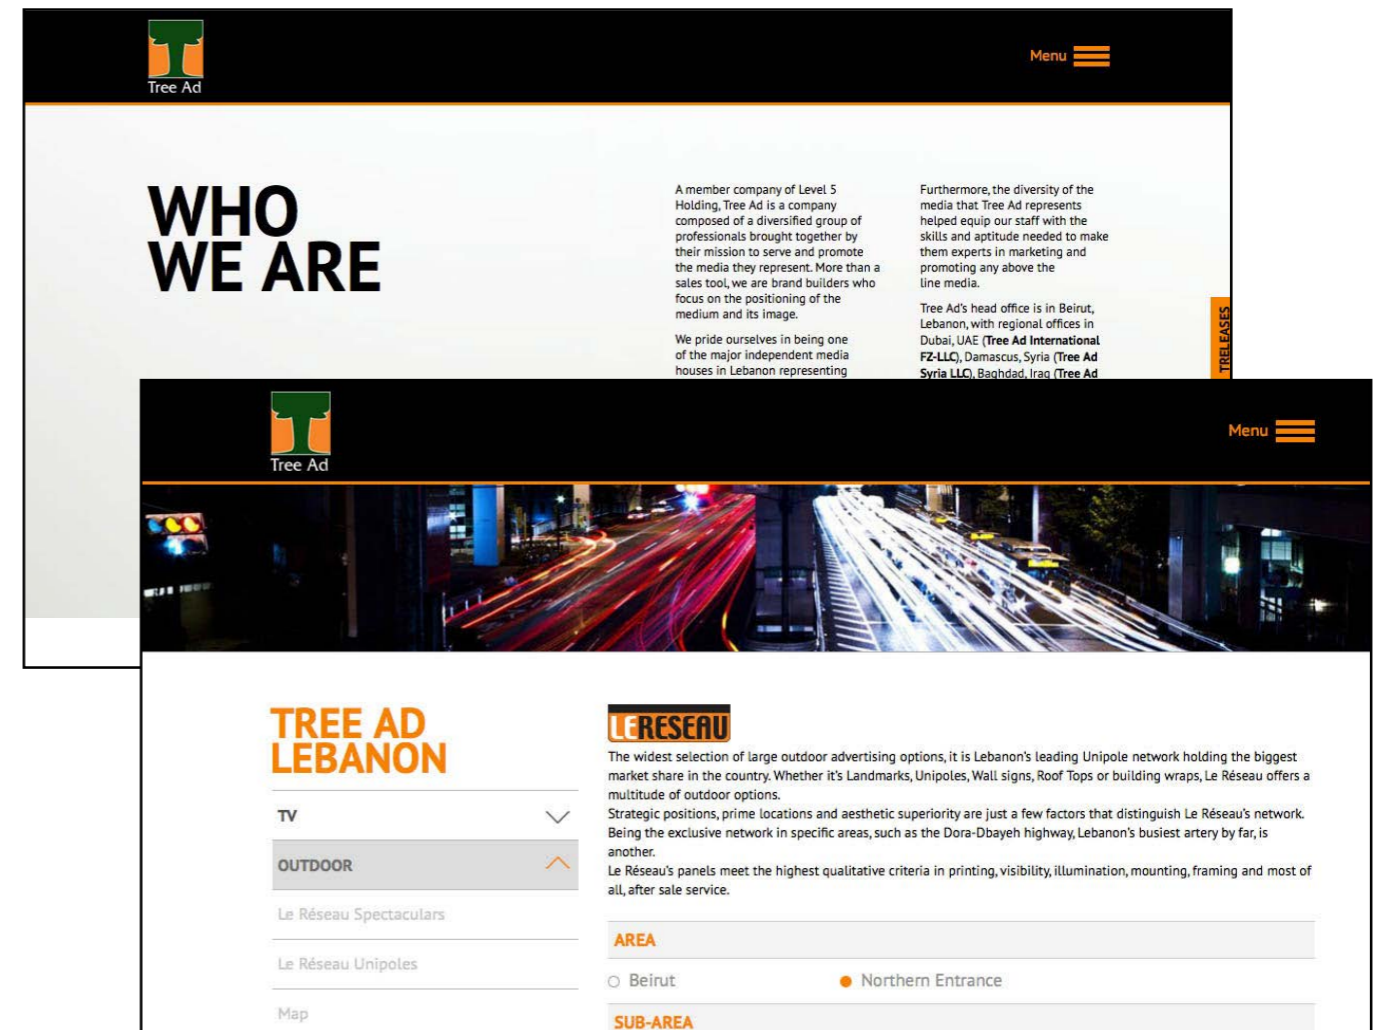 Tree Ad
Menu
WHO
WE ARE
A member company of Level 5
Holding, Tree Ad is a company
composed of a diversified group of
professionals brought together by
their mission to serve and promote
the media they represent. More than a
sales tool, we are brand builders who
focus on the positioning of the
medium and its image.
We pride ourselves in being one
of the major independent media
houses in Lebanon representing
Furthermore, the diversity of the
media that Tree Ad represents
helped equip our staff with the
skills and aptitude needed to make
them experts in marketing and
promoting any above the
line media.
Tree Ad's head office is in Beirut,
Lebanon, with regional offices in
Dubai, UAE (Tree Ad International
FZ-LLC), Damascus, Syria (Tree Ad
Syria LLC), Baghdad, Iraq (Tree Ad
TRELEASES
Tree Ad
Menu
TREE AD
LEBANON
TV
OUTDOOR
Le Réseau Spectaculars
Le Réseau Unipoles
Map
LERESEAU
The widest selection of large outdoor advertising options, it is Lebanon's leading Unipole network holding the biggest
market share in the country. Whether it's Landmarks, Unipoles, Wall signs, Roof Tops or building wraps, Le Réseau offers a
multitude of outdoor options.
Strategic positions, prime locations and aesthetic superiority are just a few factors that distinguish Le Réseau's network.
Being the exclusive network in specific areas, such as the Dora-Dbayeh highway, Lebanon's busiest artery by far, is
another.
Le Réseau's panels meet the highest qualitative criteria in printing, visibility, illumination, mounting, framing and most of
all, after sale service.
AREA
Beirut
Northern Entrance
SUB-AREA